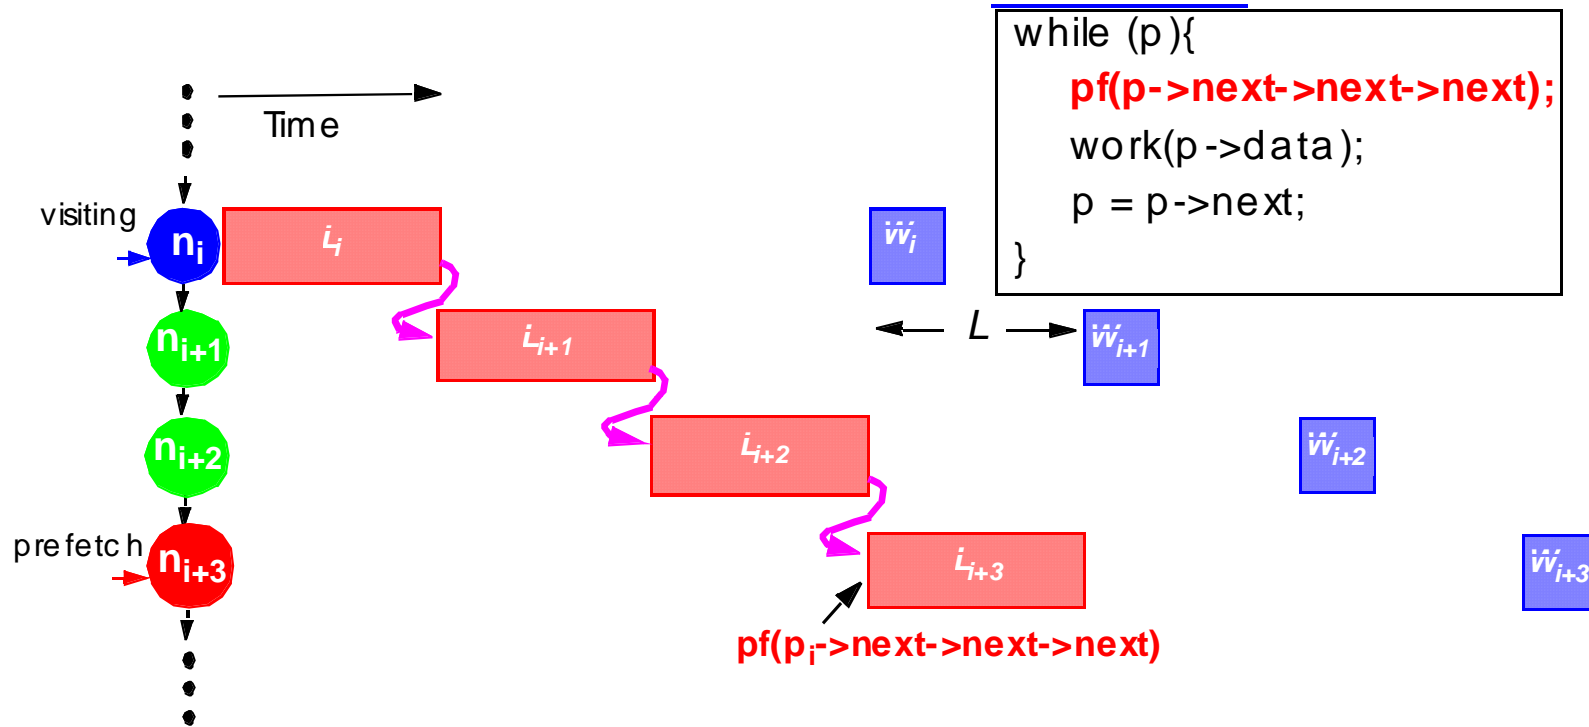 while (p){
pf(p->next->next->next);
work(p->data);
p = p->next;
}
Time
visiting
ni
Li
Wi
ni+1
Li+1
L
Wi+1
ni+2
Li+2
Wi+2
prefetch
ni+3
Li+3
Wi+3
pf(pi->next->next->next)